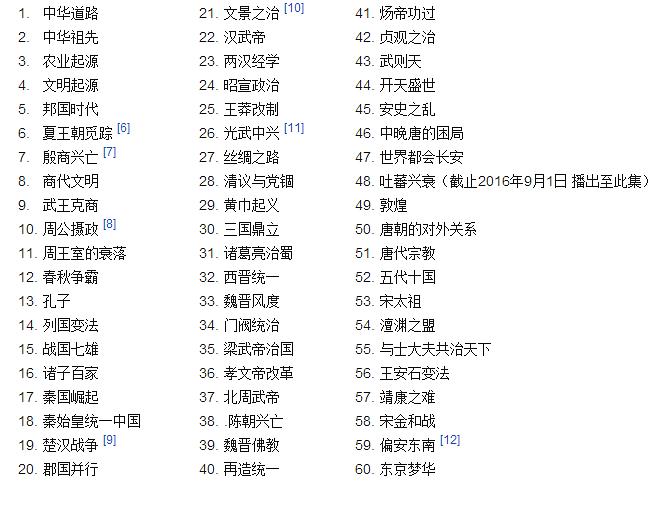 1. 中华道路
2. 中华祖先
3. 农业起源
4. 文明起源
5. 邦国时代
6. 夏王朝觅踪 [6]
7. 殷商兴亡 [7]
8. 商代文明
9. 武王克商
10. 周公摄政 [8]
11. 周王室的衰落
12. 春秋争霸
13. 孔子
14. 列国变法
15. 战国七雄
16. 诸子百家
17. 秦国崛起
18. 秦始皇统一中国
19. 楚汉战争 [9]
20. 郡国并行
21. 文景之治 [10]
22. 汉武帝
23. 两汉经学
24. 昭宣政治
25. 王莽改制
26. 光武中兴 [11]
27. 丝绸之路
28. 清议与党锢
29. 黄巾起义
30. 三国鼎立
31. 诸葛亮治蜀
32. 西晋统一
33. 魏晋风度
34. 门阀统治
35. 梁武帝治国
36. 孝文帝改革
37. 北周武帝
38. .陈朝兴亡
39. 魏晋佛教
40. 再造统一
41. 炀帝功过
42. 贞观之治
43. 武则天
44. 开天盛世
45. 安史之乱
46. 中晚唐的困局
47. 世界都会长安
48. 吐蕃兴衰（截止2016年9月1日 播出至此集）
49. 敦煌
50. 唐朝的对外关系
51. 唐代宗教
52. 五代十国
53. 宋太祖
54. 澶渊之盟
55. 与士大夫共治天下
56. 王安石变法
57. 靖康之难
58. 宋金和战
59. 偏安东南 [12]
60. 东京梦华